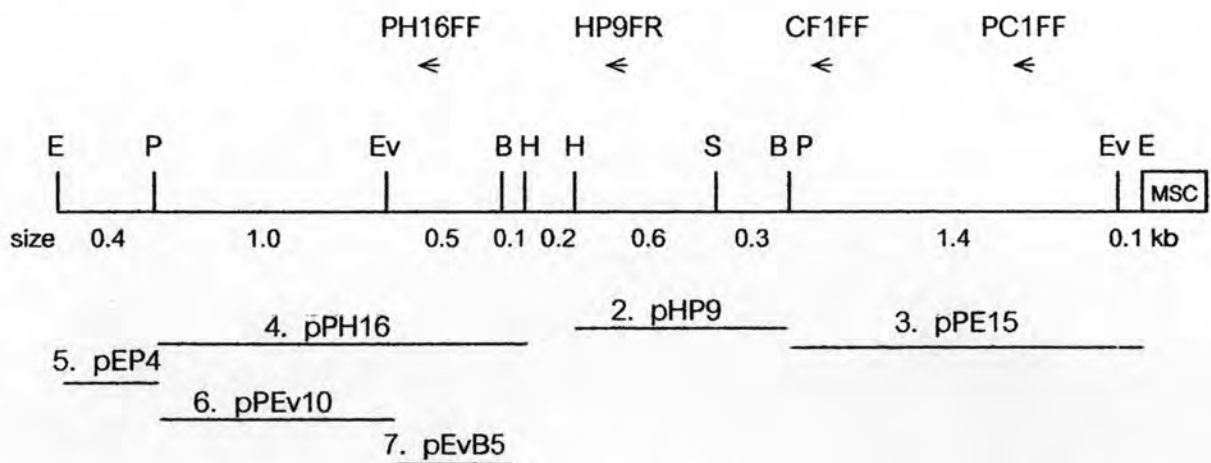 PH16FF HP9FR CF1FF PC1FF
E P Ev B H H S B P Ev E
MSC
size 0.4 1.0 0.5 0.1 0.2 0.6 0.3 1.4 0.1 kb
2. pHP9
4. pPH16 3. pPE15
5. pEP4
6. pPEv10
7. pEvB5